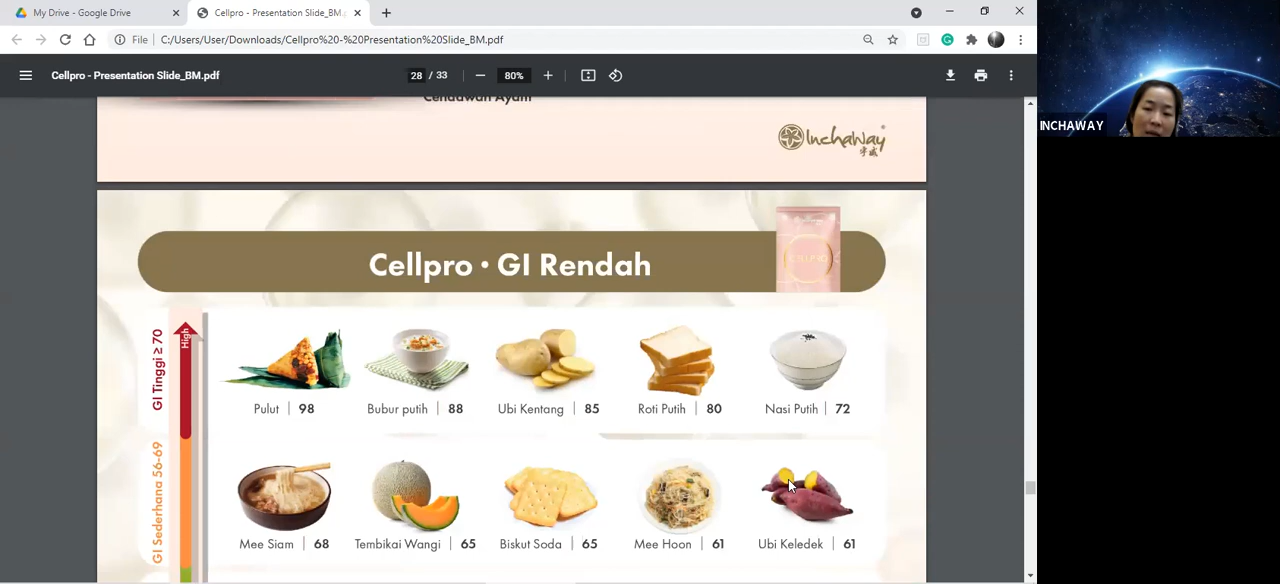 My Drive - Google Drive
Cellpro - Presentation Slide_BM.
File
C:/Users/User/Downloads/Cellpro%20-%20Presentation%20Slide_BM.pdf
Cellpro - Presentation Slide_BM.pdf
28 / 33
80%
Cendawan Ayam
InchaWay
宇威
INCHAWAY
Cellpro • GI Rendah
CELLPRO
GI Tinggi ≥ 70
High
Pulut | 98
Bubur putih | 88
Ubi Kentang | 85
Roti Putih | 80
Nasi Putih | 72
GI Sederhana 56-69
Mee Siam | 68
Tembikai Wangi | 65
Biskut Soda | 65
Mee Hoon | 61
Ubi Keledek | 61